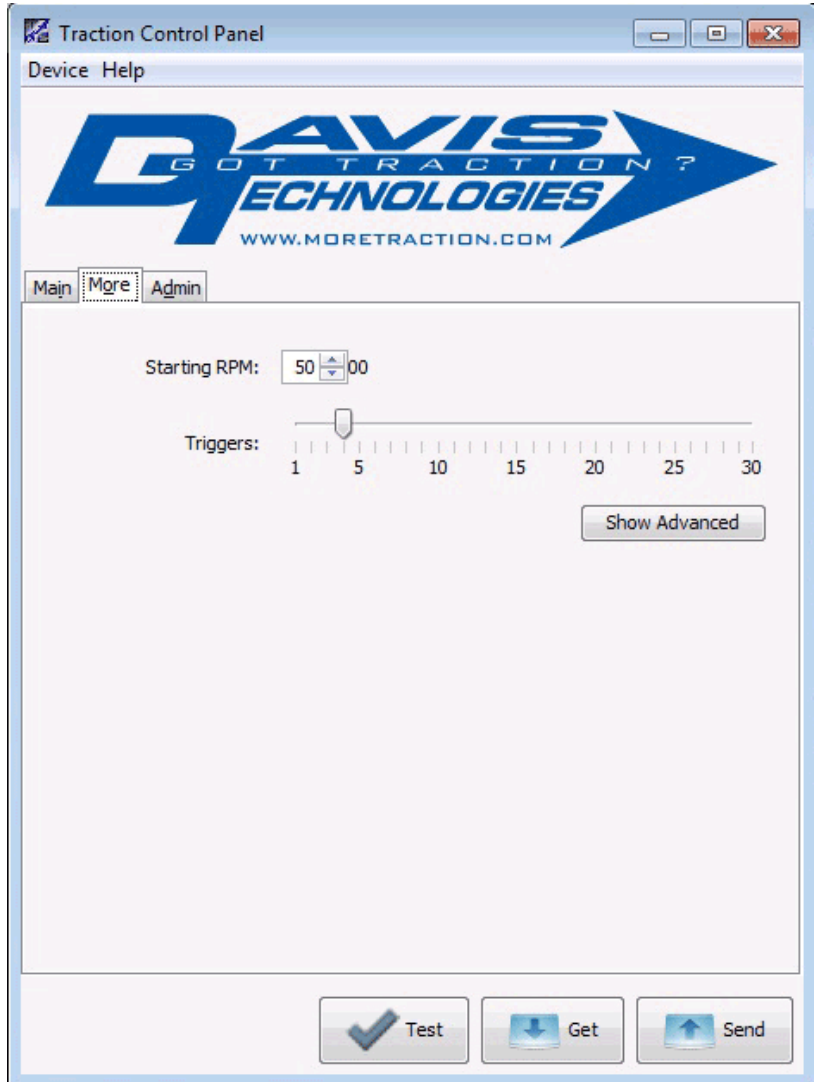 Traction Control Panel
Device Help
DAVIS
GOT TRACTION?
TECHNOLOGIES
WWW.MORETRACTION.COM
Main More Admin
Starting RPM: 50 00
Triggers:
1 5 10 15 20 25 30
Show Advanced
Test Get Send